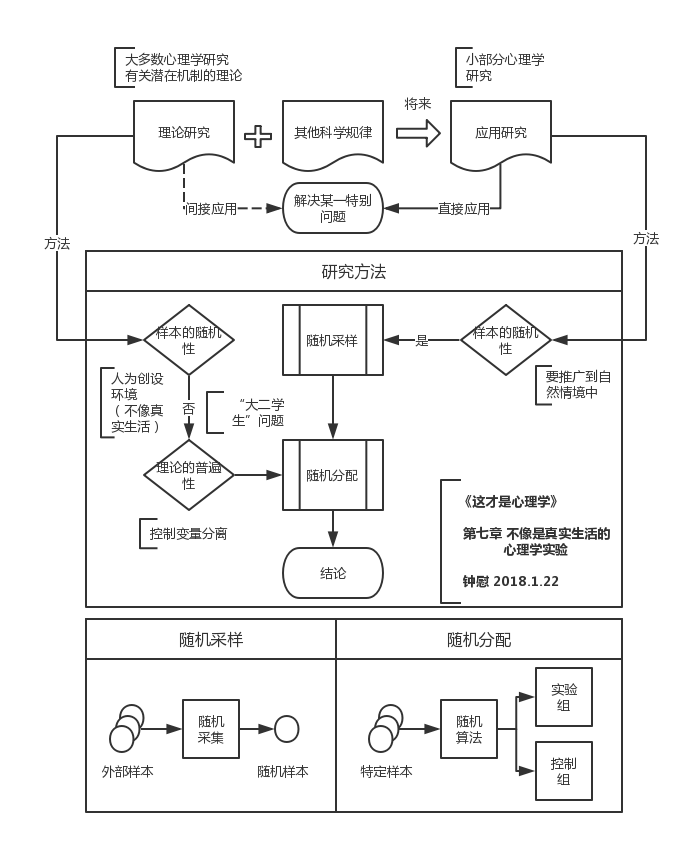 大多数心理学研究
有关潜在机制的理论
小部分心理学
研究
理论研究
其他科学规律
将来
应用研究
间接应用
解决某一特别
问题
直接应用
方法
方法
研究方法
样本的随机
性
随机采样
是
样本的随机
性
人为创设
环境
（不像真
实生活）
否
“大二学
生”问题
要推广到自
然情境中
理论的普遍
性
随机分配
控制变量分离
结论
《这才是心理学》
第七章 不像是真实生活的
心理学实验
钟慰 2018.1.22
随机采样
随机分配
随机
采集
外部样本
随机样本
随机
算法
特定样本
实验
组
控制
组